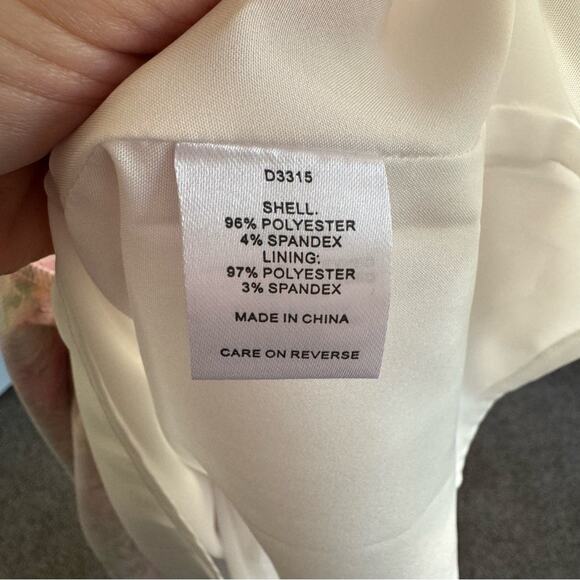 D3315
SHELL.
96% POLYESTER
4% SPANDEX
LINING:
97% POLYESTER
3% SPANDEX
MADE IN CHINA
CARE ON REVERSE